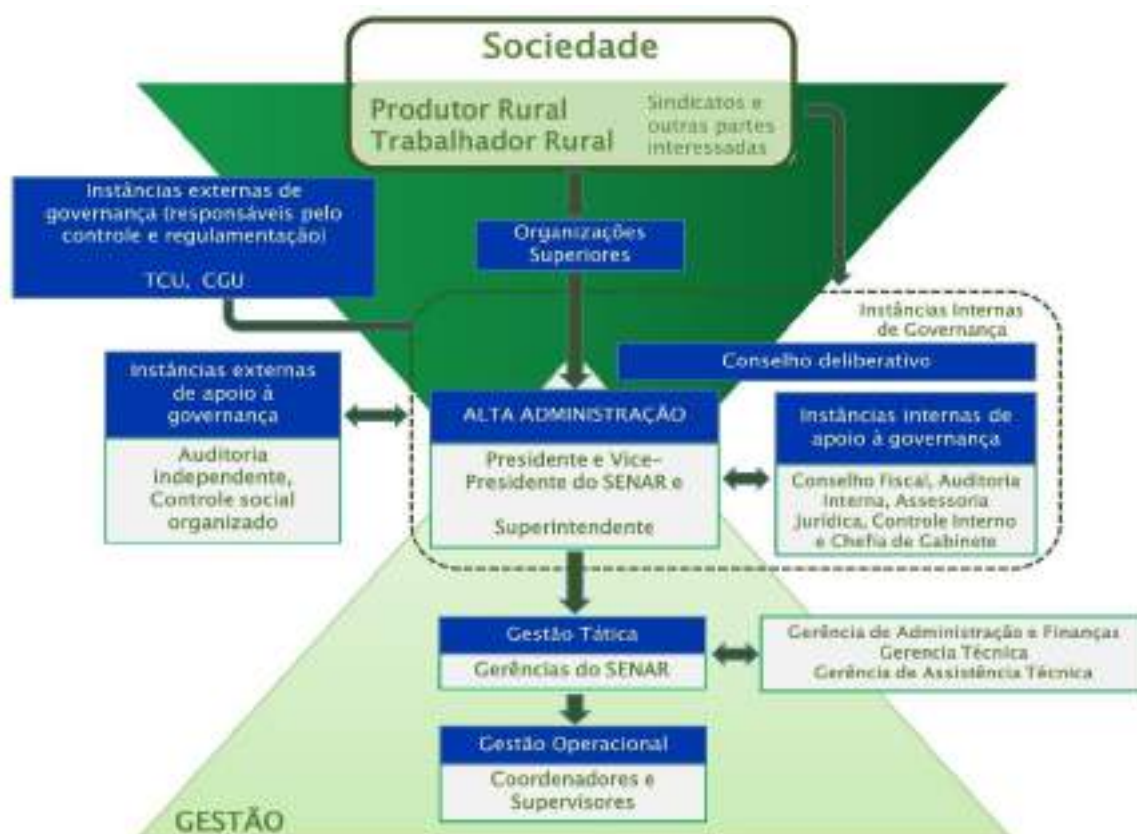 Sociedade
Produtor Rural
Trabalhador Rural
Sindicatos e
outras partes
interessadas
Instâncias externas de
governança (responsáveis pelo
controle e regulamentação)
TCU, CGU
Organizações
Superiores
Instâncias Internas
de Governança
Conselho deliberativo
Instâncias externas
de apoio à
governança
Auditoria
independente,
Controle social
organizado
ALTA ADMINISTRAÇÃO
Presidente e Vice-
Presidente do SENAR e
Superintendente
Instâncias internas de
apoio à governança
Conselho Fiscal, Auditoria
Interna, Assessoria
Jurídica, Controle Interno
e Chefia de Gabinete
Gestão Tática
Gerências do SENAR
Gerência de Administração e Finanças
Gerencia Técnica
Gerência de Assistência Técnica
Gestão Operacional
Coordenadores e
Supervisores
GESTÃO